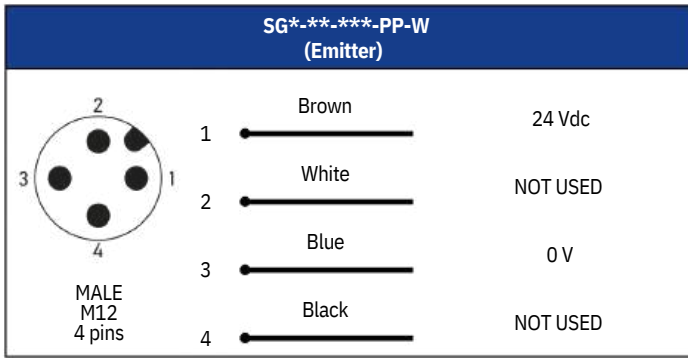 SG*-**-***-PP-W
(Emitter)
2
3
1
4
MALE
M12
4 pins
1 Brown 24 Vdc
2 White NOT USED
3 Blue 0 V
4 Black NOT USED